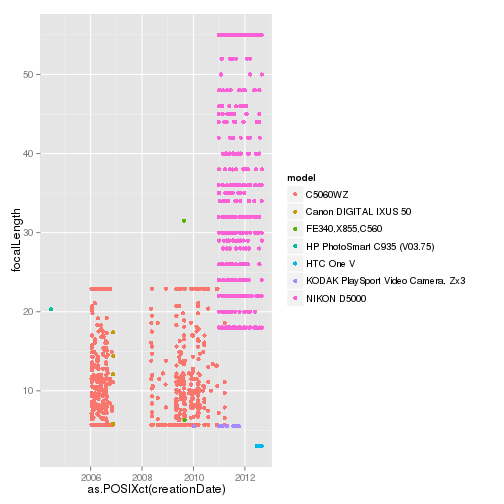 50
40
30
20
10
focalLength
2006
2008
2010
2012
as.POSIXct(creationDate)
model
C5060WZ
Canon DIGITAL IXUS 50
FE340,X855,C560
HP PhotoSmart C935 (V03.75)
HTC One V
KODAK PlaySport Video Camera, Zx3
NIKON D5000